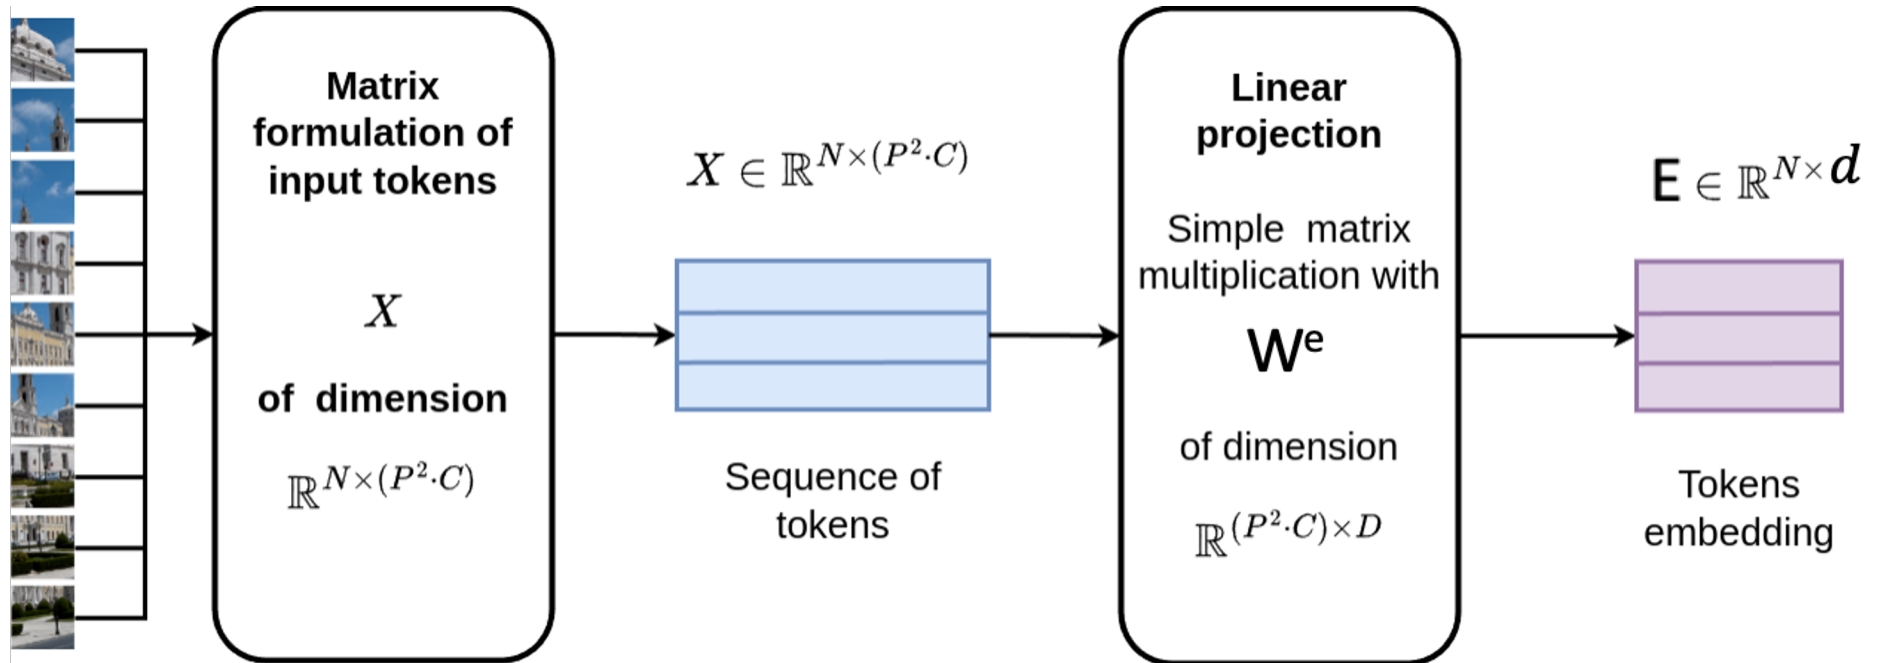 Matrix
formulation of
input tokens
X
of dimension
ℝ^{N×(P²·C)}
X ∈ ℝ^{N×(P²·C)}
Sequence of
tokens
Linear
projection
Simple matrix
multiplication with
Wᵉ
of dimension
ℝ^{(P²·C)×D}
E ∈ ℝ^{N×d}
Tokens
embedding